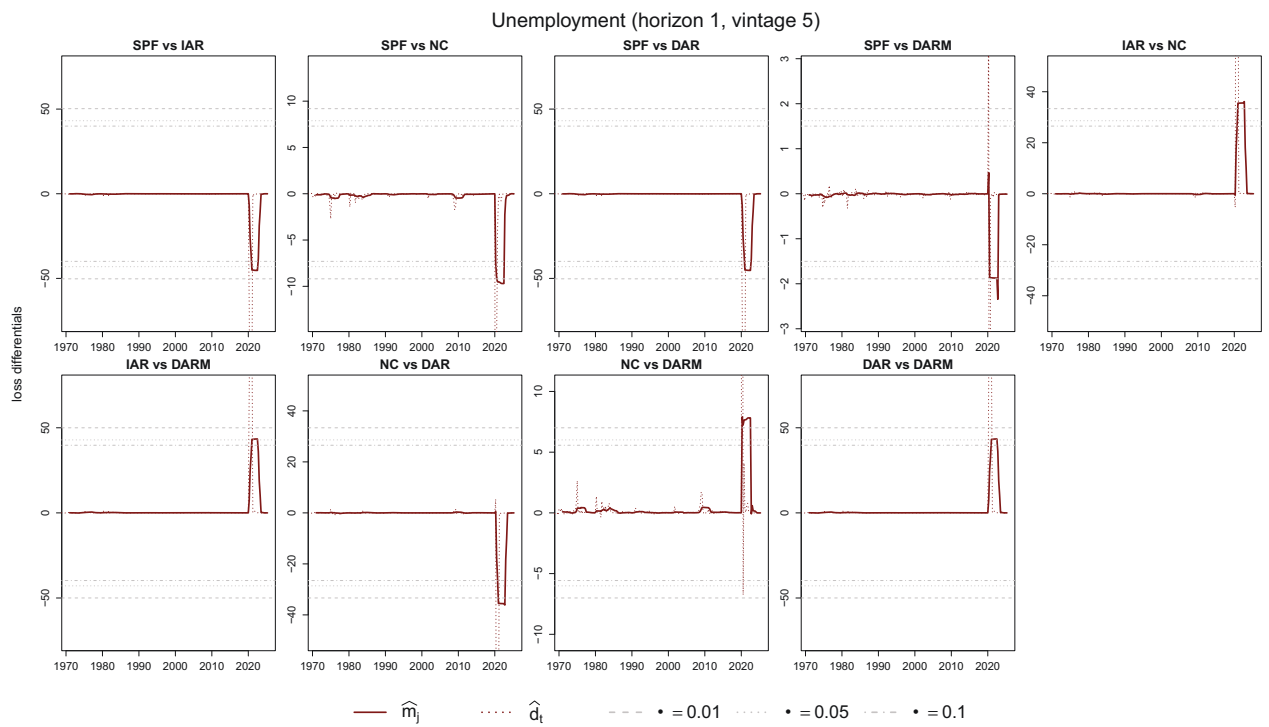 Unemployment (horizon 1, vintage 5)
SPF vs IAR
SPF vs NC
SPF vs DAR
SPF vs DARM
IAR vs NC
50
0
−50
10
5
0
−5
−10
50
0
−50
3
2
1
0
−1
−2
−3
40
20
0
−20
−40
1970 1980 1990 2000 2010 2020
1970 1980 1990 2000 2010 2020
1970 1980 1990 2000 2010 2020
1970 1980 1990 2000 2010 2020
1970 1980 1990 2000 2010 2020
loss differentials
IAR vs DARM
NC vs DAR
NC vs DARM
DAR vs DARM
50
0
−50
40
20
0
−20
−40
10
5
0
−5
−10
50
0
−50
1970 1980 1990 2000 2010 2020
1970 1980 1990 2000 2010 2020
1970 1980 1990 2000 2010 2020
1970 1980 1990 2000 2010 2020
m̂_j d̂_t • = 0.01 • = 0.05 • = 0.1